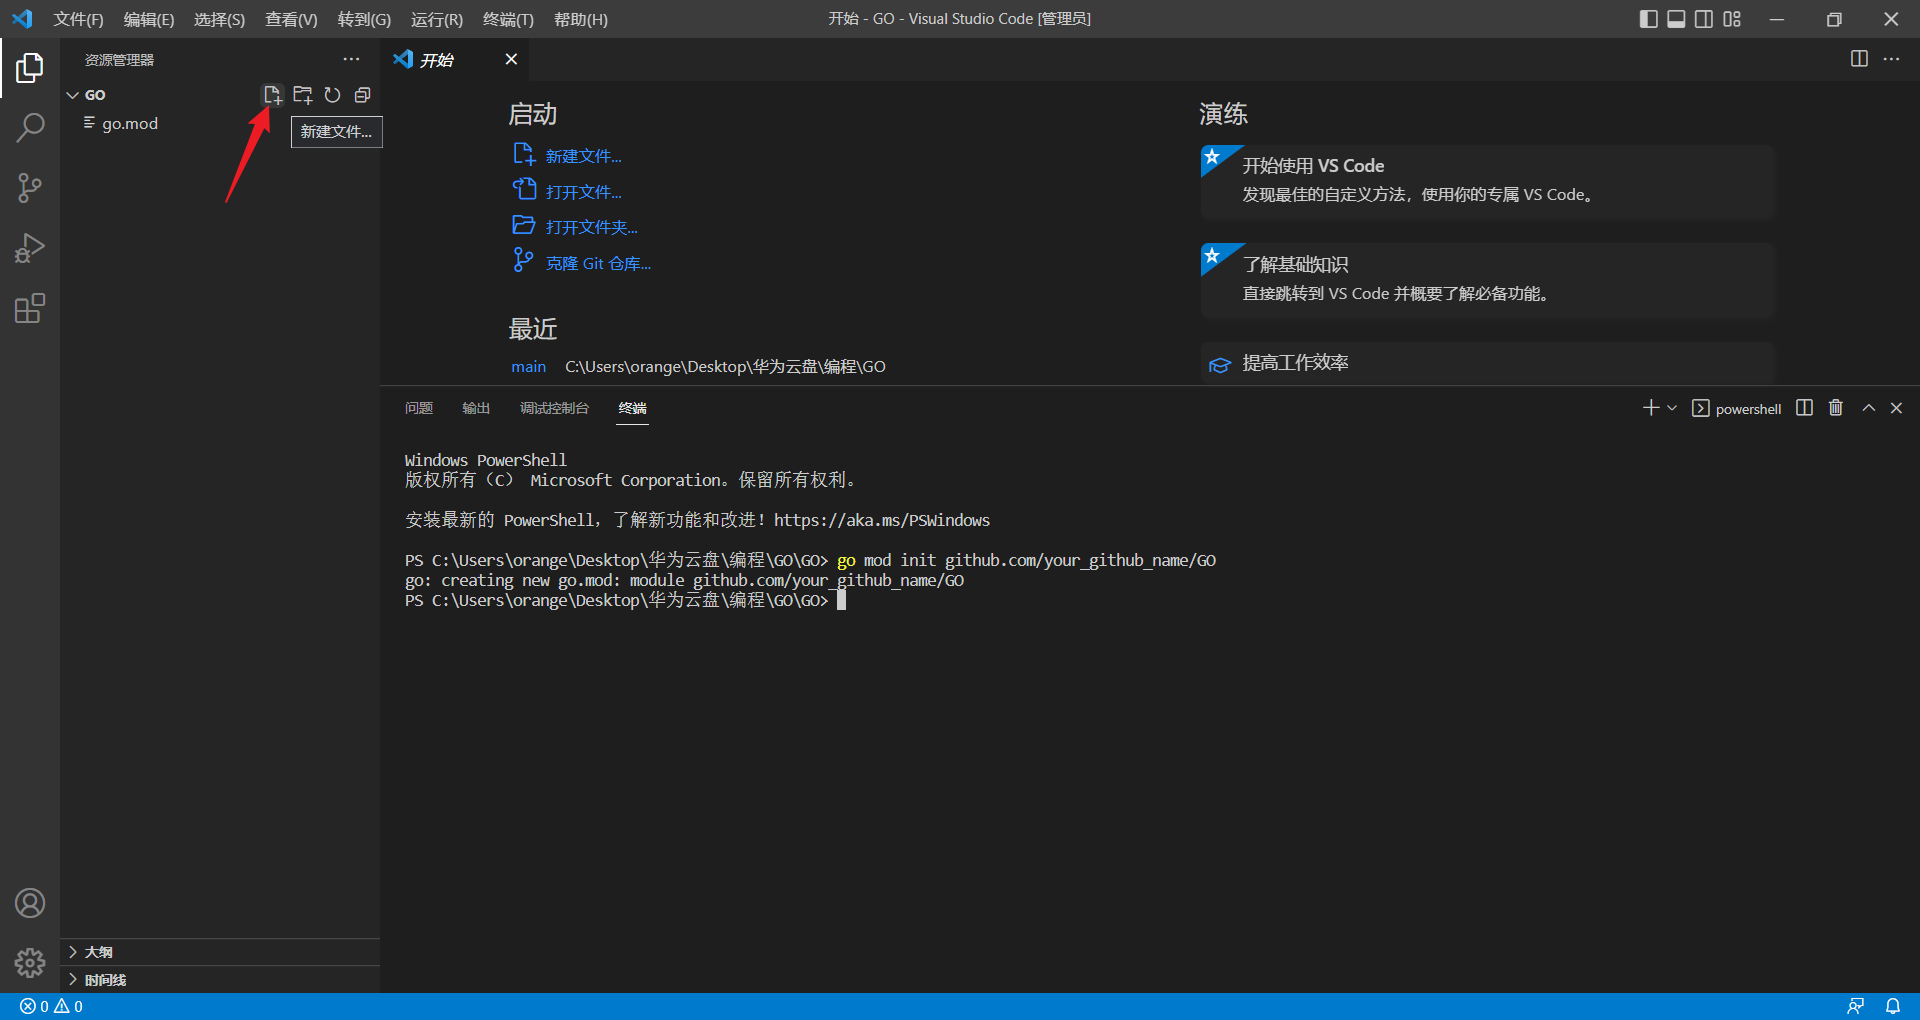 文件(F) 编辑(E) 选择(S) 查看(V) 转到(G) 运行(R) 终端(T) 帮助(H)
开始 - GO - Visual Studio Code [管理员]
资源管理器
GO
go.mod
新建文件...
开始
启动
新建文件...
打开文件...
打开文件夹...
克隆 Git 仓库...
最近
main C:\Users\orange\Desktop\华为云盘\编程\GO
演练
开始使用 VS Code
发现最佳的自定义方法，使用你的专属 VS Code。
了解基础知识
直接跳转到 VS Code 并概要了解必备功能。
提高工作效率
问题 输出 调试控制台 终端
powershell
Windows PowerShell
版权所有（C） Microsoft Corporation。保留所有权利。
安装最新的 PowerShell，了解新功能和改进！https://aka.ms/PSWindows
PS C:\Users\orange\Desktop\华为云盘\编程\GO\GO> go mod init github.com/your_github_name/GO
go: creating new go.mod: module github.com/your_github_name/GO
PS C:\Users\orange\Desktop\华为云盘\编程\GO\GO>
大纲
时间线
0 0